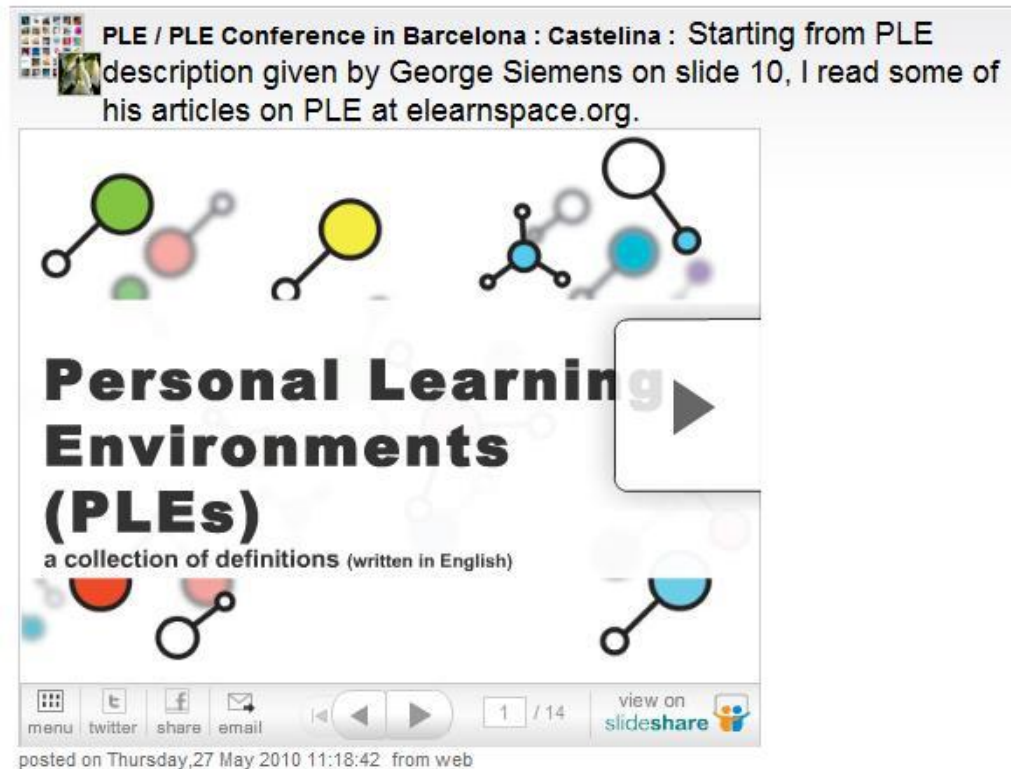 PLE / PLE Conference in Barcelona : Castelina : Starting from PLE
description given by George Siemens on slide 10, I read some of
his articles on PLE at elearnspace.org.
Personal Learning
Environments
(PLEs)
a collection of definitions (written in English)
menu twitter share email 1 / 14 view on
slideshare
posted on Thursday,27 May 2010 11:18:42 from web